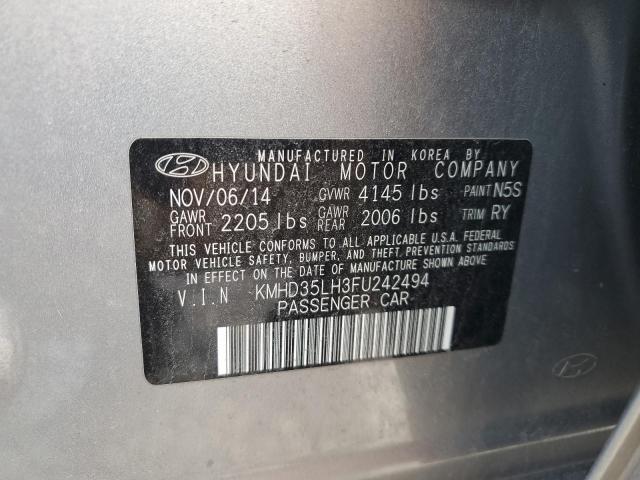 MANUFACTURED IN KOREA BY
HYUNDAI MOTOR COMPANY
NOV/06/14 GVWR 4145 lbs PAINT N5S
GAWR FRONT 2205 lbs GAWR REAR 2006 lbs TRIM RY
THIS VEHICLE CONFORMS TO ALL APPLICABLE U.S.A. FEDERAL
MOTOR VEHICLE SAFETY, BUMPER, AND THEFT PREVENTION STANDARDS
IN EFFECT ON THE DATE OF MANUFACTURE SHOWN ABOVE.
V.I.N KMHD35LH3FU242494
PASSENGER CAR